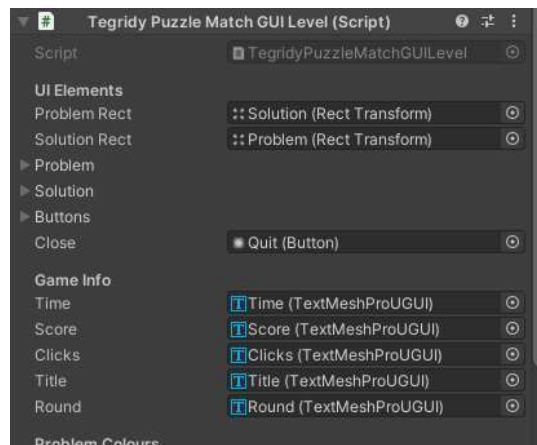 # Tegridy Puzzle Match GUI Level (Script)
Script TegridyPuzzleMatchGUILevel
UI Elements
Problem Rect Solution (Rect Transform)
Solution Rect Problem (Rect Transform)
Problem
Solution
Buttons
Close Quit (Button)
Game Info
Time Time (TextMeshProUGUI)
Score Score (TextMeshProUGUI)
Clicks Clicks (TextMeshProUGUI)
Title Title (TextMeshProUGUI)
Round Round (TextMeshProUGUI)
Problem Colours